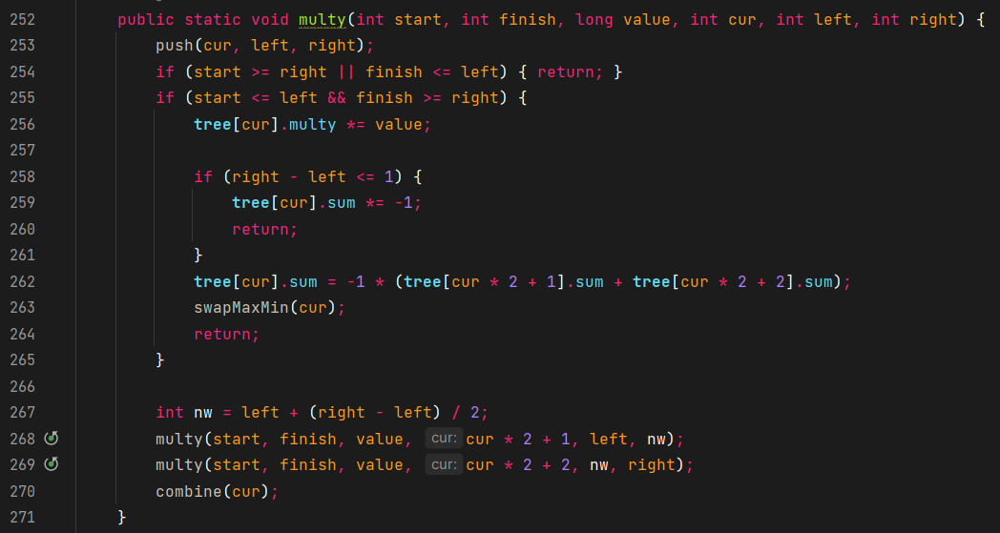 252 public static void multy(int start, int finish, long value, int cur, int left, int right) {
253 push(cur, left, right);
254 if (start >= right || finish <= left) { return; }
255 if (start <= left && finish >= right) {
256 tree[cur].multy *= value;
257
258 if (right - left <= 1) {
259 tree[cur].sum *= -1;
260 return;
261 }
262 tree[cur].sum = -1 * (tree[cur * 2 + 1].sum + tree[cur * 2 + 2].sum);
263 swapMaxMin(cur);
264 return;
265 }
266
267 int nw = left + (right - left) / 2;
268 multy(start, finish, value, cur: cur * 2 + 1, left, nw);
269 multy(start, finish, value, cur: cur * 2 + 2, nw, right);
270 combine(cur);
271 }